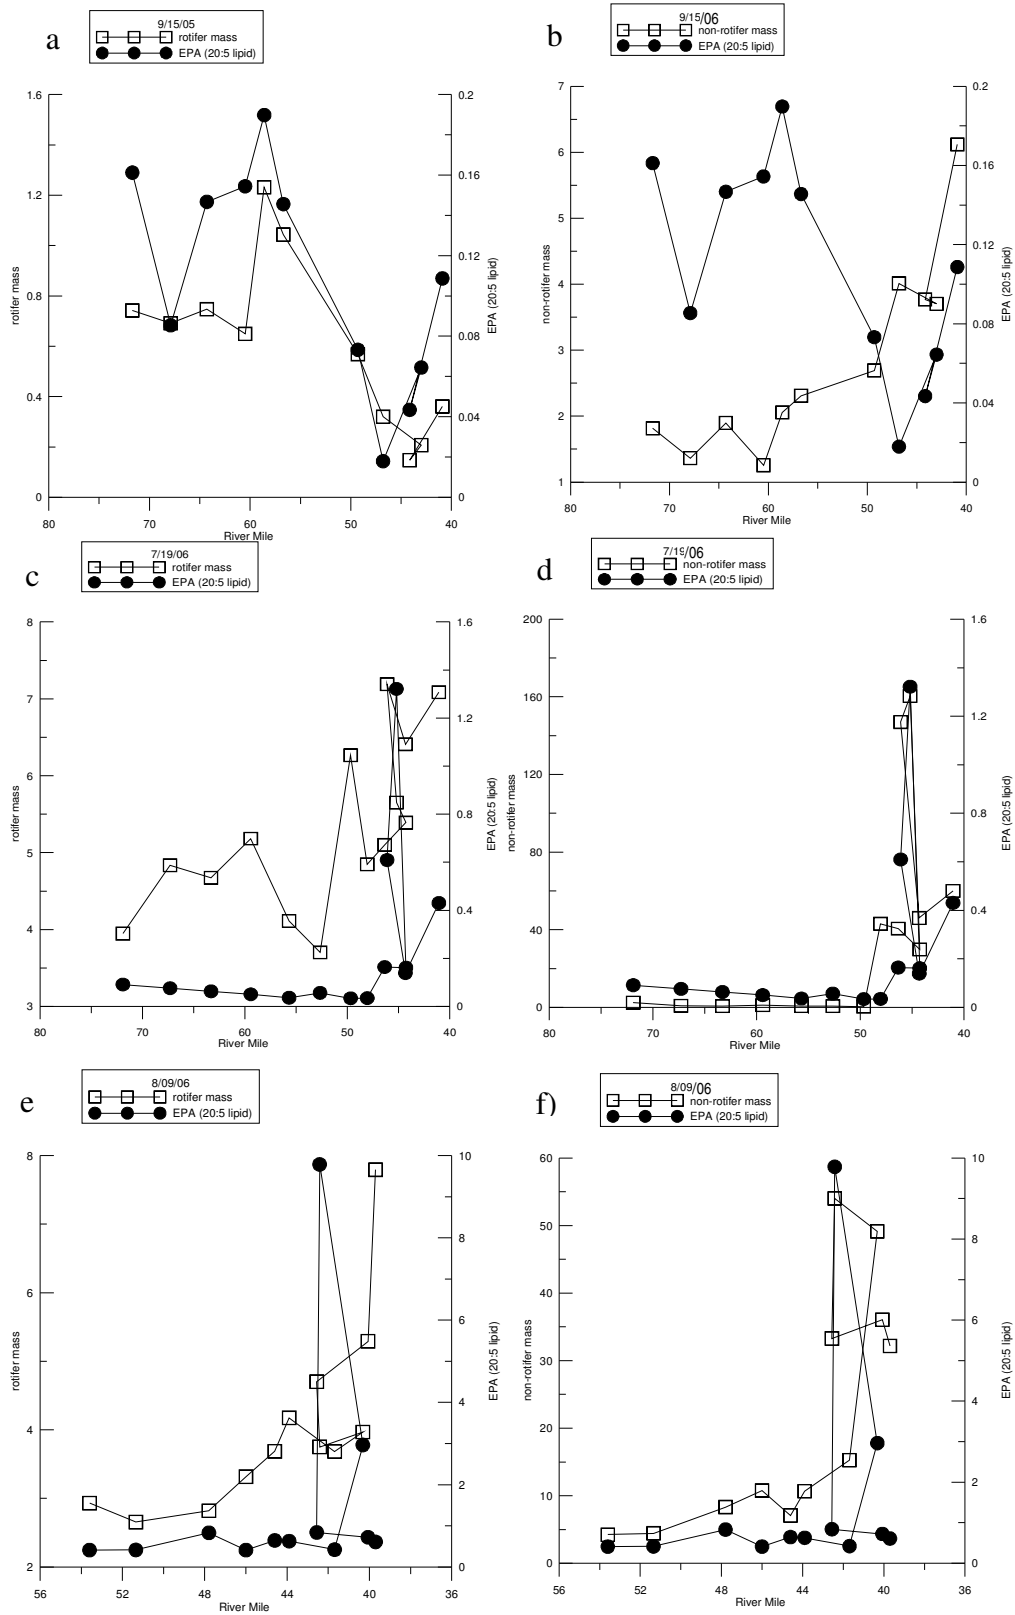 a
9/15/05
rotifer mass
EPA (20:5 lipid)
1.6
1.2
0.8
0.4
0
rotifer mass
0.2
0.16
0.12
0.08
0.04
0
EPA (20:5 lipid)
80
70
60
50
40
River Mile
b
9/15/06
non-rotifer mass
EPA (20:5 lipid)
7
6
5
4
3
2
1
non-rotifer mass
0.2
0.16
0.12
0.08
0.04
0
EPA (20:5 lipid)
80
70
60
50
40
River Mile
c
7/19/06
rotifer mass
EPA (20:5 lipid)
8
7
6
5
4
3
rotifer mass
1.6
1.2
0.8
0.4
0
EPA (20:5 lipid)
80
70
60
50
40
River Mile
d
7/19/06
non-rotifer mass
EPA (20:5 lipid)
200
160
120
80
40
0
non-rotifer mass
1.6
1.2
0.8
0.4
0
EPA (20:5 lipid)
80
70
60
50
40
River Mile
e
8/09/06
rotifer mass
EPA (20:5 lipid)
8
6
4
2
rotifer mass
10
8
6
4
2
0
EPA (20:5 lipid)
56
52
48
44
40
36
River Mile
f)
8/09/06
non-rotifer mass
EPA (20:5 lipid)
60
50
40
30
20
10
0
non-rotifer mass
10
8
6
4
2
0
EPA (20:5 lipid)
56
52
48
44
40
36
River Mile